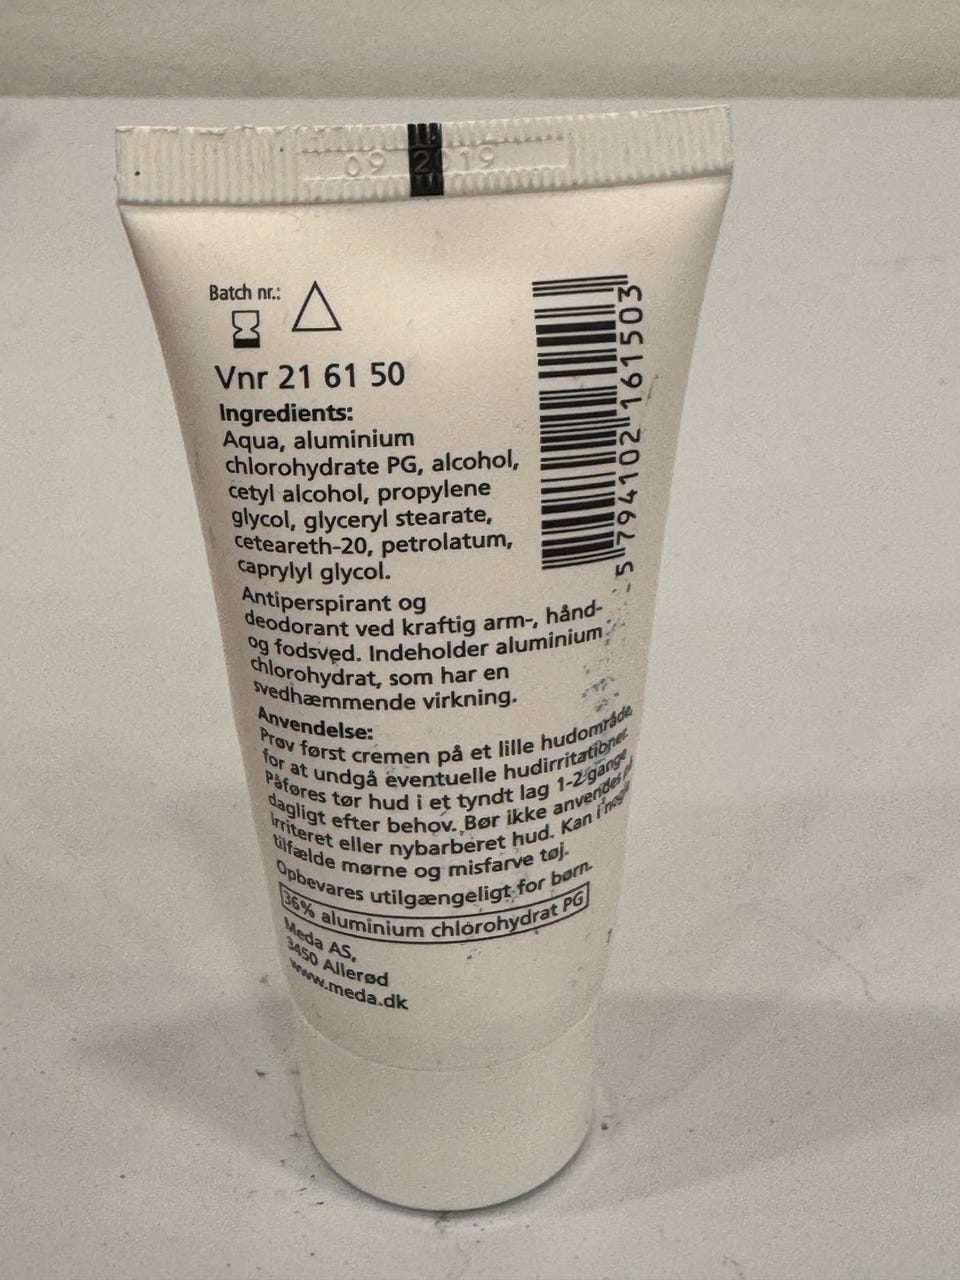 09 2019
Batch nr.:
Vnr 21 61 50
Ingredients:
Aqua, aluminium
chlorohydrate PG, alcohol,
cetyl alcohol, propylene
glycol, glyceryl stearate,
ceteareth-20, petrolatum,
caprylyl glycol.
5 794102 161503
Antiperspirant og
deodorant ved kraftig arm-, hånd-
og fodsved. Indeholder aluminium
chlorohydrat, som har en
svedhæmmende virkning.
Anvendelse:
Prøv først cremen på et lille hudområde
for at undgå eventuelle hudirritationer.
Påføres tør hud i et tyndt lag 1-2 gange
dagligt efter behov. Bør ikke anvendes på
irriteret eller nybarberet hud. Kan i nogle
tilfælde mørne og misfarve tøj.
Opbevares utilgængeligt for børn.
36% aluminium chlorohydrat PG
Meda AS,
3450 Allerød
www.meda.dk